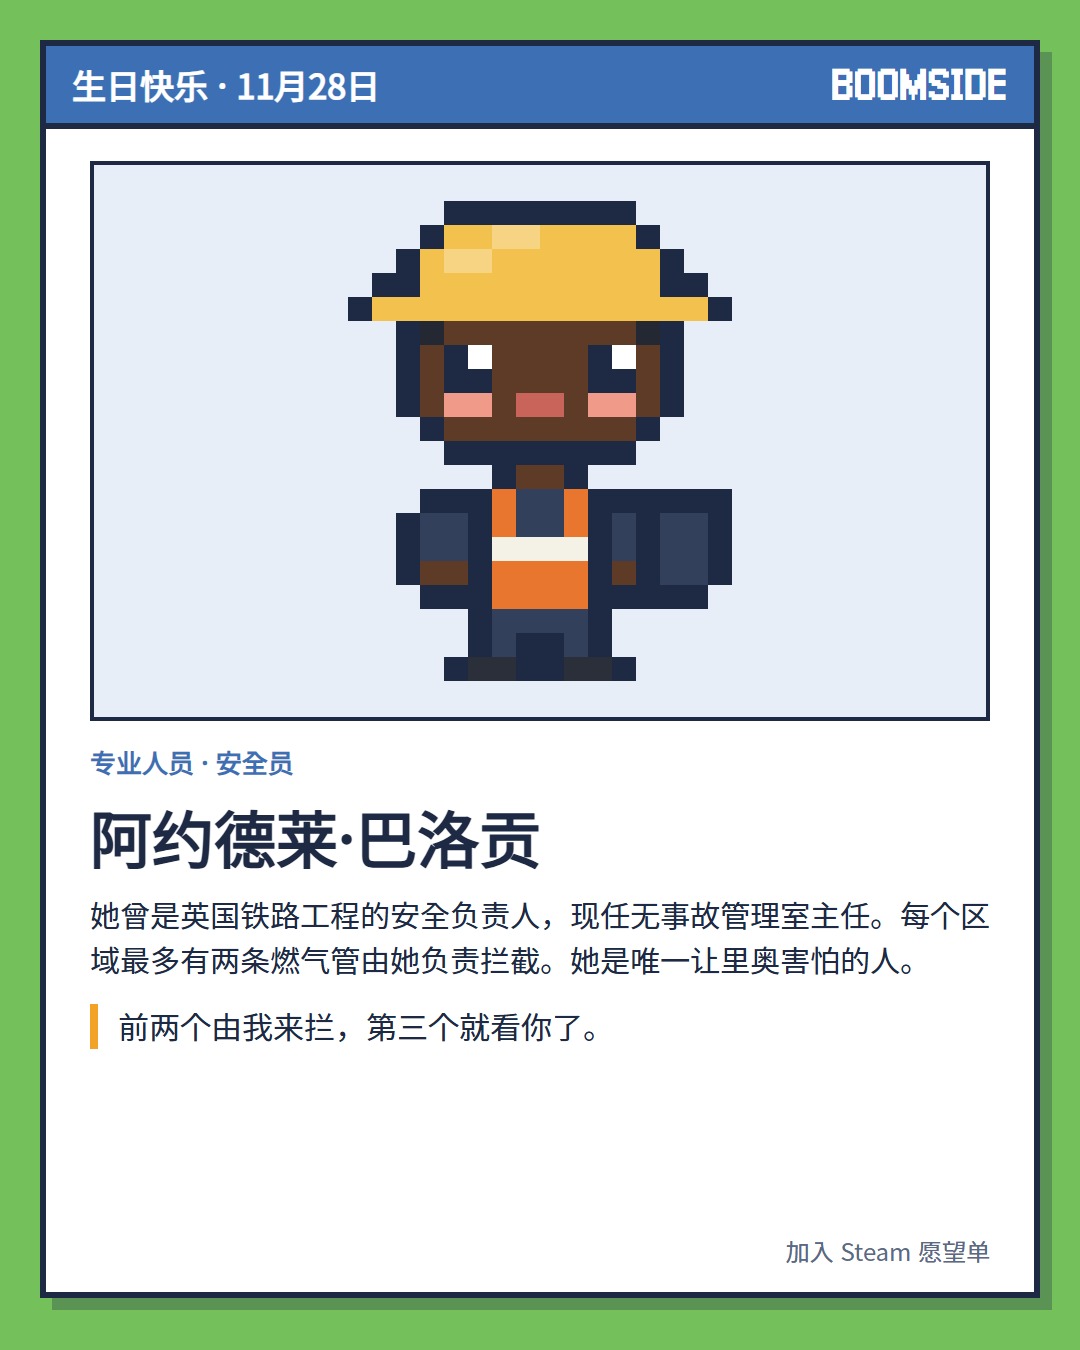 生日快乐 · 11月28日
BOOMSIDE
专业人员 · 安全员
阿约德莱·巴洛贡
她曾是英国铁路工程的安全负责人，现任无事故管理室主任。每个区
域最多有两条燃气管由她负责拦截。她是唯一让里奥害怕的人。
前两个由我来拦，第三个就看你了。
加入 Steam 愿望单